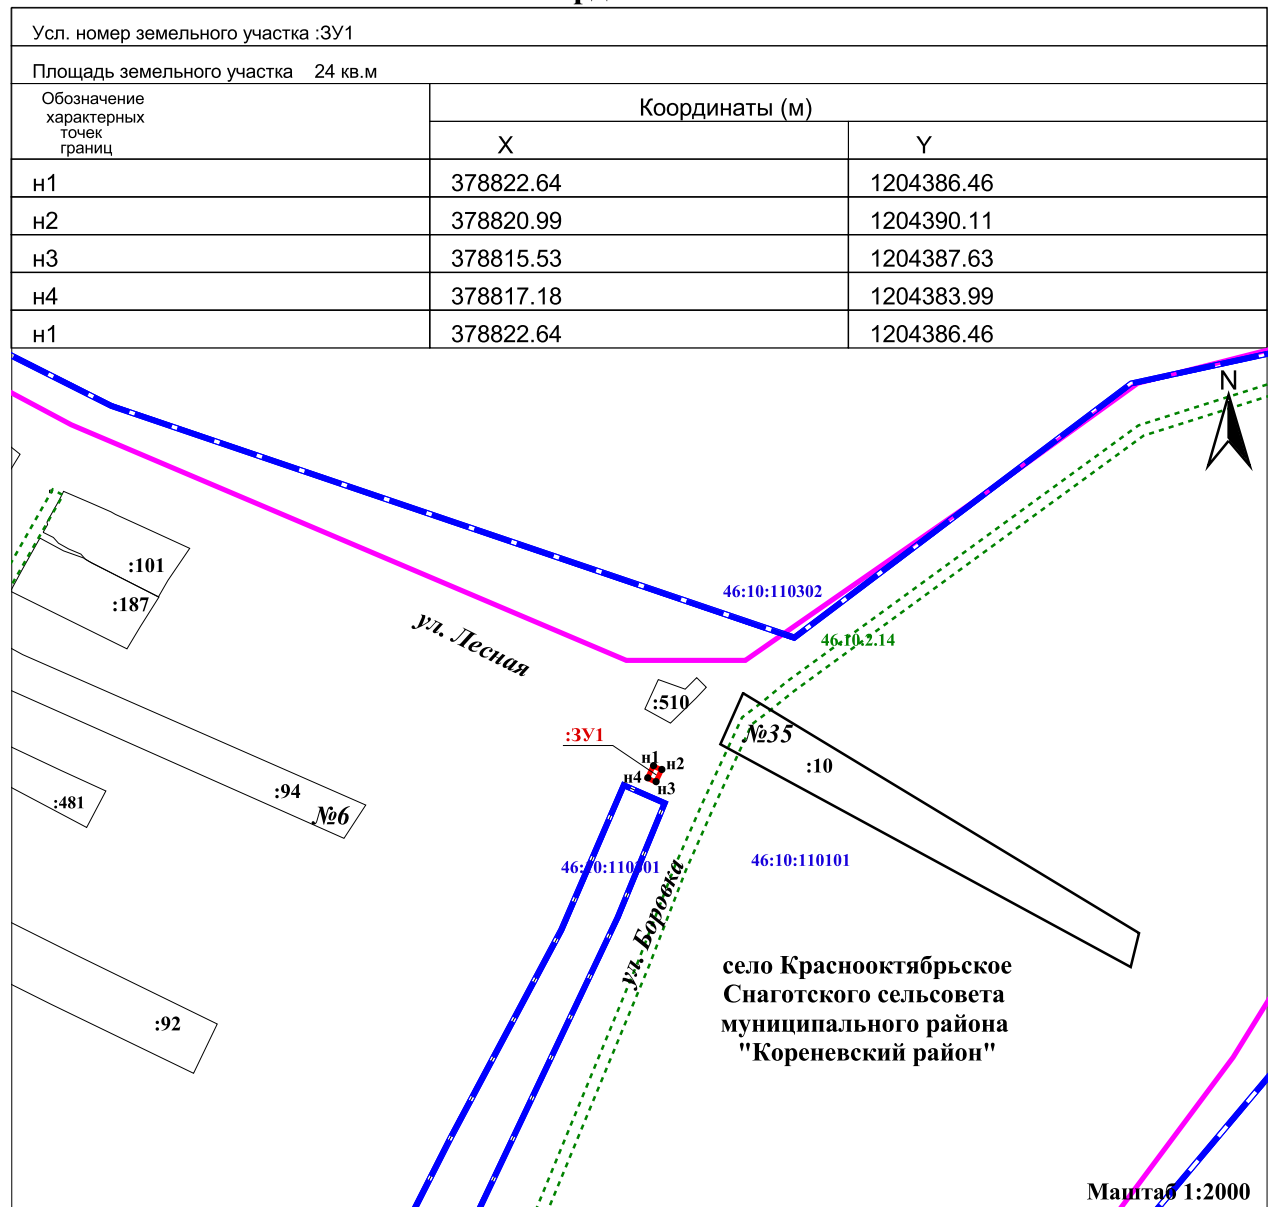 Усл. номер земельного участка :ЗУ1
Площадь земельного участка 24 кв.м
Обозначение
характерных
точек
границ
Координаты (м)
X
Y
н1 378822.64 1204386.46
н2 378820.99 1204390.11
н3 378815.53 1204387.63
н4 378817.18 1204383.99
н1 378822.64 1204386.46
N
:101
:187
46:10:110302
ул. Лесная
46.10.2.14
:510
:ЗУ1
№35
н1
н2
н4
н3
:10
:94
:481
№6
46:10:110301
46:10:110101
ул. Боровка
село Краснооктябрьское
Снаготского сельсовета
муниципального района
"Кореневский район"
:92
Маштаб 1:2000